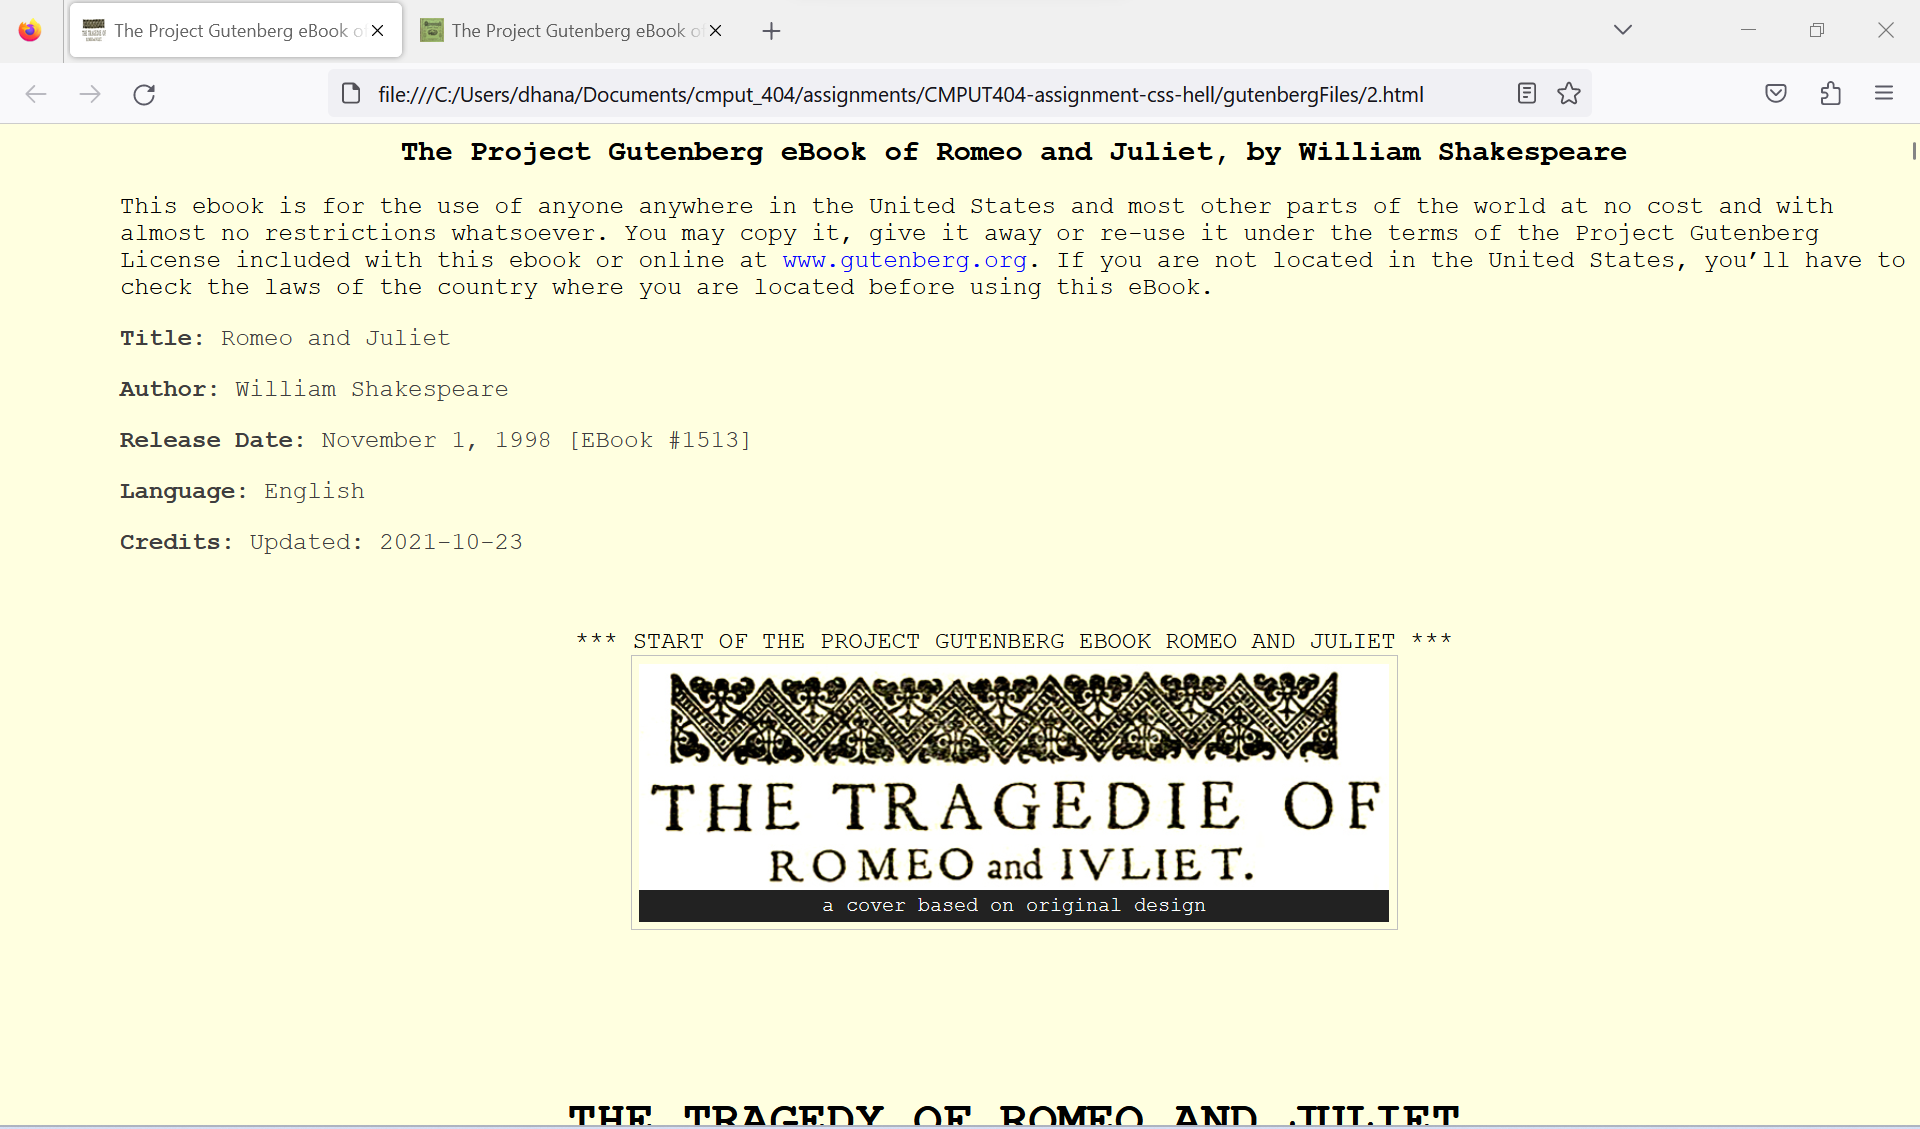 The Project Gutenberg eBook o
The Project Gutenberg eBook o
file:///C:/Users/dhana/Documents/cmput_404/assignments/CMPUT404-assignment-css-hell/gutenbergFiles/2.html
The Project Gutenberg eBook of Romeo and Juliet, by William Shakespeare
This ebook is for the use of anyone anywhere in the United States and most other parts of the world at no cost and with
almost no restrictions whatsoever. You may copy it, give it away or re-use it under the terms of the Project Gutenberg
License included with this ebook or online at www.gutenberg.org. If you are not located in the United States, you’ll have to
check the laws of the country where you are located before using this eBook.
Title: Romeo and Juliet
Author: William Shakespeare
Release Date: November 1, 1998 [EBook #1513]
Language: English
Credits: Updated: 2021-10-23
*** START OF THE PROJECT GUTENBERG EBOOK ROMEO AND JULIET ***
THE TRAGEDIE OF
ROMEO and IVLIET.
a cover based on original design
THE TRAGEDY OF ROMEO AND JULIET